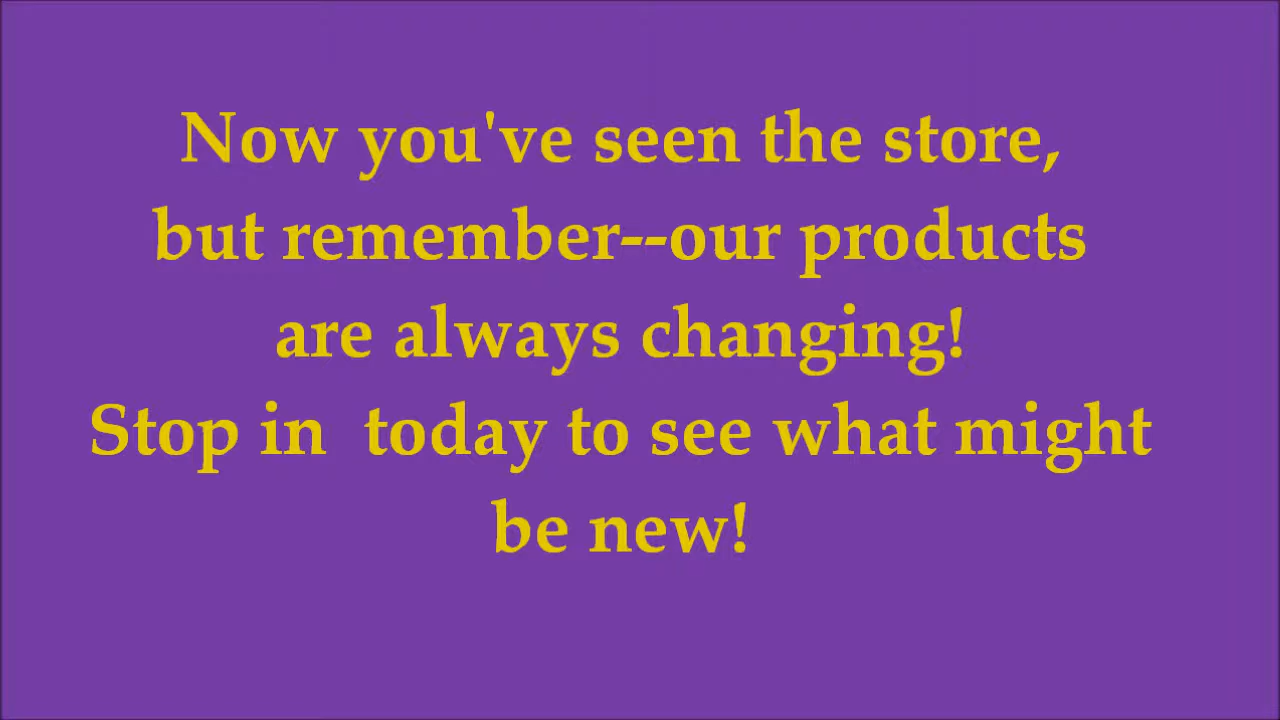 Now you've seen the store,
but remember--our products
are always changing!
Stop in  today to see what might
be new!